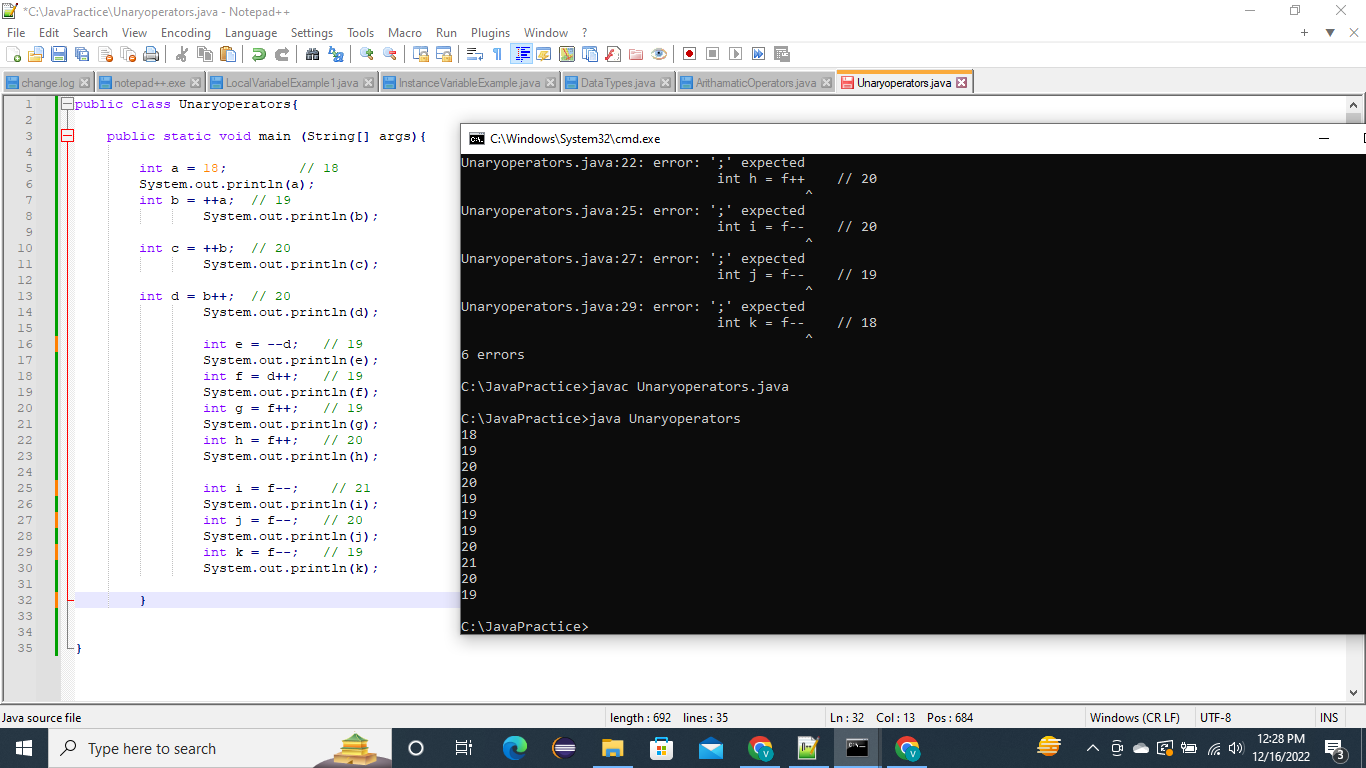 *C:\JavaPractice\Unaryoperators.java - Notepad++
File Edit Search View Encoding Language Settings Tools Macro Run Plugins Window ? + ▼ X
change.log notepad++.exe LocalVariabelExample1.java InstanceVariableExample.java DataTypes.java ArithamaticOperators.java Unaryoperators.java
1 public class Unaryoperators{
2
3 public static void main (String[] args){
4
5 int a = 18; // 18
6 System.out.println(a);
7 int b = ++a; // 19
8 System.out.println(b);
9
10 int c = ++b; // 20
11 System.out.println(c);
12
13 int d = b++; // 20
14 System.out.println(d);
15
16 int e = --d; // 19
17 System.out.println(e);
18 int f = d++; // 19
19 System.out.println(f);
20 int g = f++; // 19
21 System.out.println(g);
22 int h = f++; // 20
23 System.out.println(h);
24
25 int i = f--; // 21
26 System.out.println(i);
27 int j = f--; // 20
28 System.out.println(j);
29 int k = f--; // 19
30 System.out.println(k);
31
32 }
33
34
35 }
C:\Windows\System32\cmd.exe
Unaryoperators.java:22: error: ';' expected
int h = f++ // 20
^
Unaryoperators.java:25: error: ';' expected
int i = f-- // 20
^
Unaryoperators.java:27: error: ';' expected
int j = f-- // 19
^
Unaryoperators.java:29: error: ';' expected
int k = f-- // 18
^
6 errors
C:\JavaPractice>javac Unaryoperators.java
C:\JavaPractice>java Unaryoperators
18
19
20
20
19
19
19
20
21
20
19
C:\JavaPractice>
Java source file length : 692 lines : 35 Ln : 32 Col : 13 Pos : 684 Windows (CR LF) UTF-8 INS
Type here to search
12:28 PM
12/16/2022
3